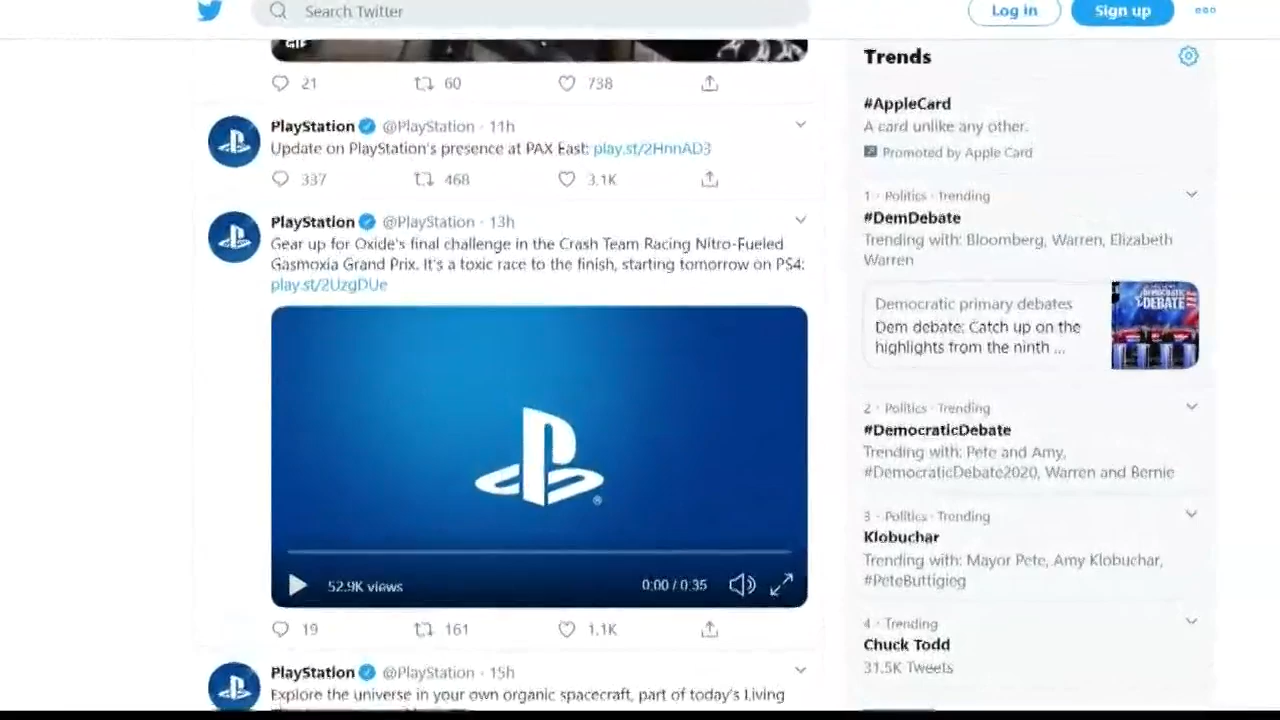 Search Twitter
Log in
Sign up
GIF
21
60
738
PlayStation @PlayStation · 11h
Update on PlayStation's presence at PAX East: play.st/2HnnAD3
337
468
3.1K
PlayStation @PlayStation · 13h
Gear up for Oxide's final challenge in the Crash Team Racing Nitro-Fueled
Gasmoxia Grand Prix. It's a toxic race to the finish, starting tomorrow on PS4:
play.st/2UzgDUe
52.9K views
0:00 / 0:35
19
161
1.1K
PlayStation @PlayStation · 15h
Explore the universe in your own organic spacecraft, part of today's Living
Trends
#AppleCard
A card unlike any other.
Promoted by Apple Card
1 · Politics · Trending
#DemDebate
Trending with: Bloomberg, Warren, Elizabeth
Warren
Democratic primary debates
Dem debate: Catch up on the
highlights from the ninth ...
DEMOCRATIC
DEBATE
2 · Politics · Trending
#DemocraticDebate
Trending with: Pete and Amy,
#DemocraticDebate2020, Warren and Bernie
3 · Politics · Trending
Klobuchar
Trending with: Mayor Pete, Amy Klobuchar,
#PeteButtigieg
4 · Trending
Chuck Todd
31.5K Tweets